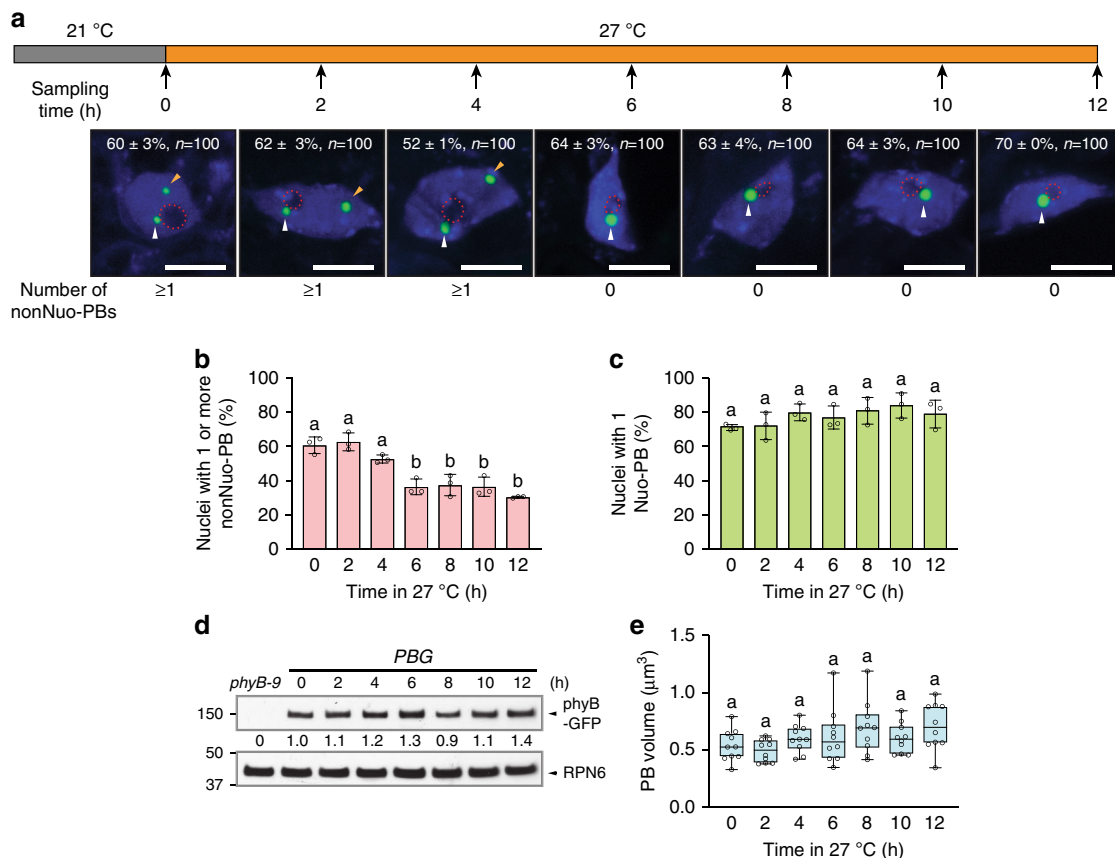 a
21 °C 27 °C
Sampling time (h) 0 2 4 6 8 10 12
60 ± 3%, n=100 62 ± 3%, n=100 52 ± 1%, n=100 64 ± 3%, n=100 63 ± 4%, n=100 64 ± 3%, n=100 70 ± 0%, n=100
Number of nonNuo-PBs ≥1 ≥1 ≥1 0 0 0 0
b
Nuclei with 1 or more nonNuo-PB (%)
100
80
60
40
20
0
a a a b b b b
0 2 4 6 8 10 12
Time in 27 °C (h)
c
Nuclei with 1 Nuo-PB (%)
100
80
60
40
20
0
a a a a a a a
0 2 4 6 8 10 12
Time in 27 °C (h)
d
PBG
phyB-9 0 2 4 6 8 10 12 (h)
150 phyB -GFP
0 1.0 1.1 1.2 1.3 0.9 1.1 1.4
50
37 RPN6
e
PB volume (µm³)
1.5
1.0
0.5
0.0
a a a a a a a
0 2 4 6 8 10 12
Time in 27 °C (h)